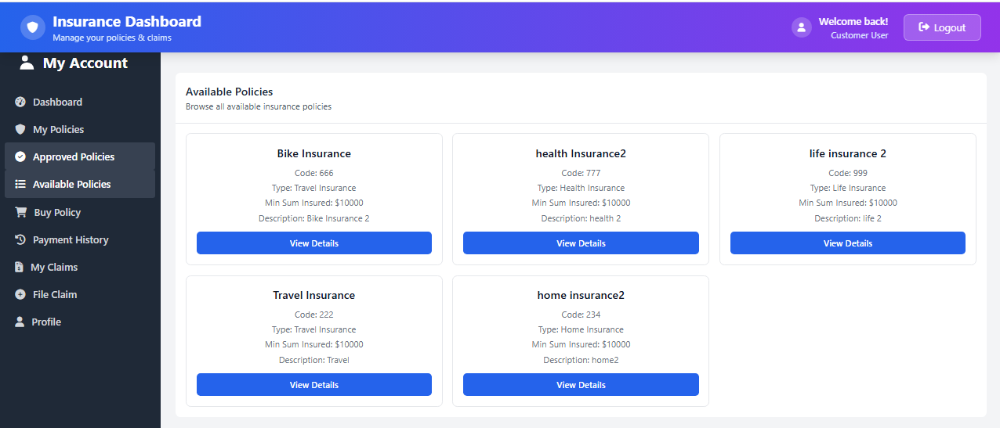 Insurance Dashboard
Manage your policies & claims
Welcome back!
Customer User
Logout
My Account
Dashboard
My Policies
Approved Policies
Available Policies
Buy Policy
Payment History
My Claims
File Claim
Profile
Available Policies
Browse all available insurance policies
Bike Insurance
Code: 666
Type: Travel Insurance
Min Sum Insured: $10000
Description: Bike Insurance 2
View Details
health Insurance2
Code: 777
Type: Health Insurance
Min Sum Insured: $10000
Description: health 2
View Details
life insurance 2
Code: 999
Type: Life Insurance
Min Sum Insured: $10000
Description: life 2
View Details
Travel Insurance
Code: 222
Type: Travel Insurance
Min Sum Insured: $10000
Description: Travel
View Details
home insurance2
Code: 234
Type: Home Insurance
Min Sum Insured: $10000
Description: home2
View Details